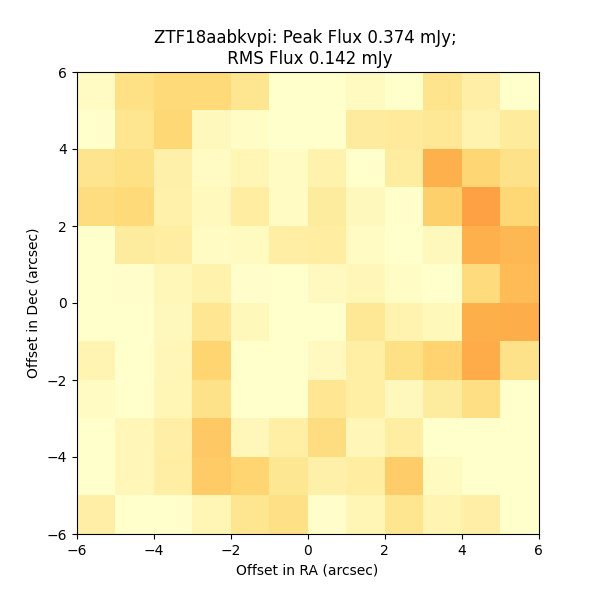 ZTF18aabkvpi: Peak Flux 0.374 mJy;
RMS Flux 0.142 mJy
6
4
2
0
−2
−4
−6
Offset in Dec (arcsec)
−6 −4 −2 0 2 4 6
Offset in RA (arcsec)